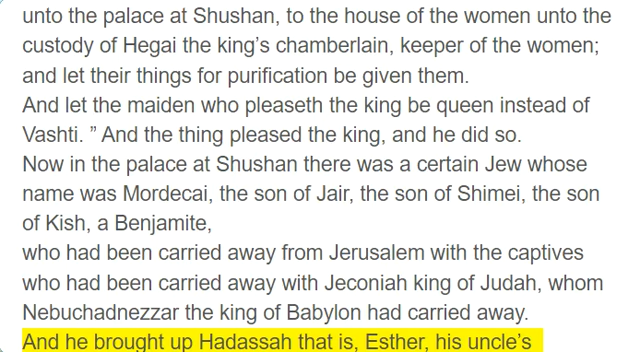 unto the palace at Shushan, to the house of the women unto the
custody of Hegai the king’s chamberlain, keeper of the women;
and let their things for purification be given them.
And let the maiden who pleaseth the king be queen instead of
Vashti. ” And the thing pleased the king, and he did so.
Now in the palace at Shushan there was a certain Jew whose
name was Mordecai, the son of Jair, the son of Shimei, the son
of Kish, a Benjamite,
who had been carried away from Jerusalem with the captives
who had been carried away with Jeconiah king of Judah, whom
Nebuchadnezzar the king of Babylon had carried away.
And he brought up Hadassah that is, Esther, his uncle’s